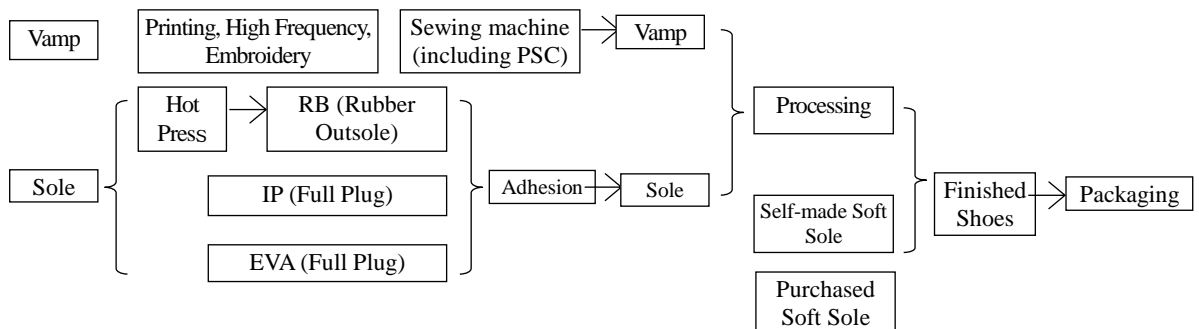 Vamp
Printing, High Frequency,
Embroidery
Sewing machine
(including PSC)
Vamp
Hot
Press
RB (Rubber
Outsole)
Processing
Sole
IP (Full Plug)
Adhesion
Sole
Self-made Soft
Sole
Finished
Shoes
Packaging
EVA (Full Plug)
Purchased
Soft Sole